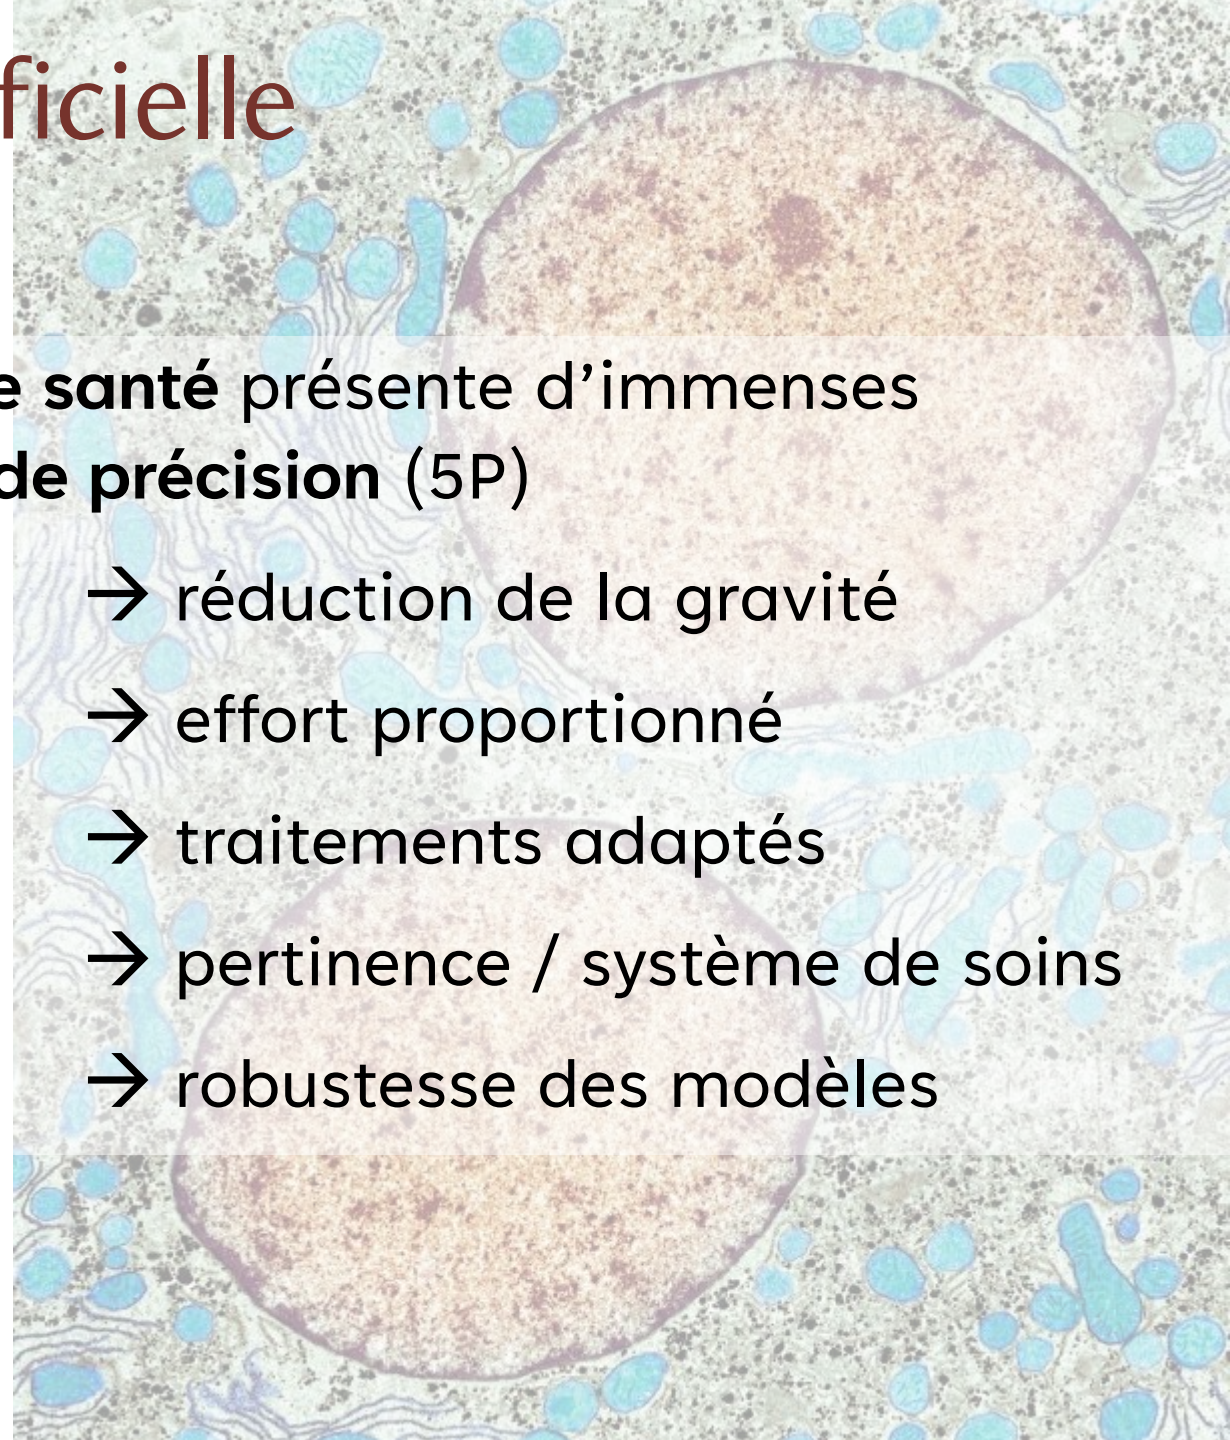 ficielle
e santé présente d’immenses
de précision (5P)
→ réduction de la gravité
→ effort proportionné
→ traitements adaptés
→ pertinence / système de soins
→ robustesse des modèles